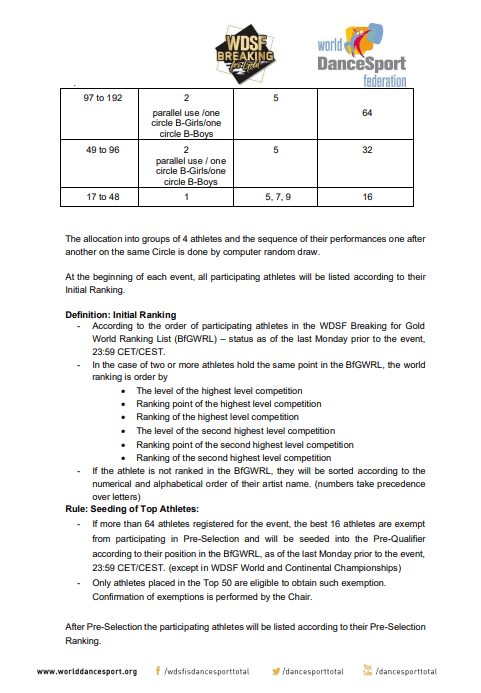 WDSF
BREAKING
for Gold
world
DanceSport
federation
.
97 to 192 2 5 64
parallel use /one
circle B-Girls/one
circle B-Boys
49 to 96 2 5 32
parallel use / one
circle B-Girls/one
circle B-Boys
17 to 48 1 5, 7, 9 16
The allocation into groups of 4 athletes and the sequence of their performances one after
another on the same Circle is done by computer random draw.
At the beginning of each event, all participating athletes will be listed according to their
Initial Ranking.
Definition: Initial Ranking
- According to the order of participating athletes in the WDSF Breaking for Gold
World Ranking List (BfGWRL) – status as of the last Monday prior to the event,
23:59 CET/CEST.
- In the case of two or more athletes hold the same point in the BfGWRL, the world
ranking is order by
• The level of the highest level competition
• Ranking point of the highest level competition
• Ranking of the highest level competition
• The level of the second highest level competition
• Ranking point of the second highest level competition
• Ranking of the second highest level competition
- If the athlete is not ranked in the BfGWRL, they will be sorted according to the
numerical and alphabetical order of their artist name. (numbers take precedence
over letters)
Rule: Seeding of Top Athletes:
- If more than 64 athletes registered for the event, the best 16 athletes are exempt
from participating in Pre-Selection and will be seeded into the Pre-Qualifier
according to their position in the BfGWRL, as of the last Monday prior to the event,
23:59 CET/CEST. (except in WDSF World and Continental Championships)
- Only athletes placed in the Top 50 are eligible to obtain such exemption.
Confirmation of exemptions is performed by the Chair.
After Pre-Selection the participating athletes will be listed according to their Pre-Selection
Ranking.
www.worlddancesport.org f /wdsfisdancesporttotal /dancesporttotal You Tube /dancesporttotal